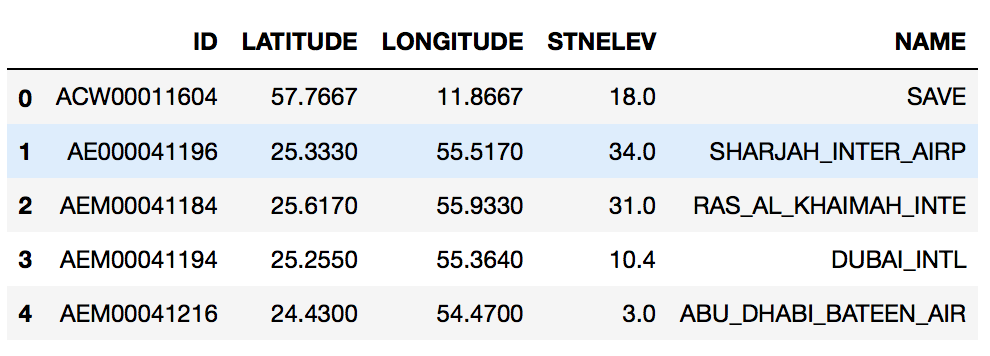 ID LATITUDE LONGITUDE STNELEV NAME
0 ACW00011604 57.7667 11.8667 18.0 SAVE
1 AE000041196 25.3330 55.5170 34.0 SHARJAH_INTER_AIRP
2 AEM00041184 25.6170 55.9330 31.0 RAS_AL_KHAIMAH_INTE
3 AEM00041194 25.2550 55.3640 10.4 DUBAI_INTL
4 AEM00041216 24.4300 54.4700 3.0 ABU_DHABI_BATEEN_AIR